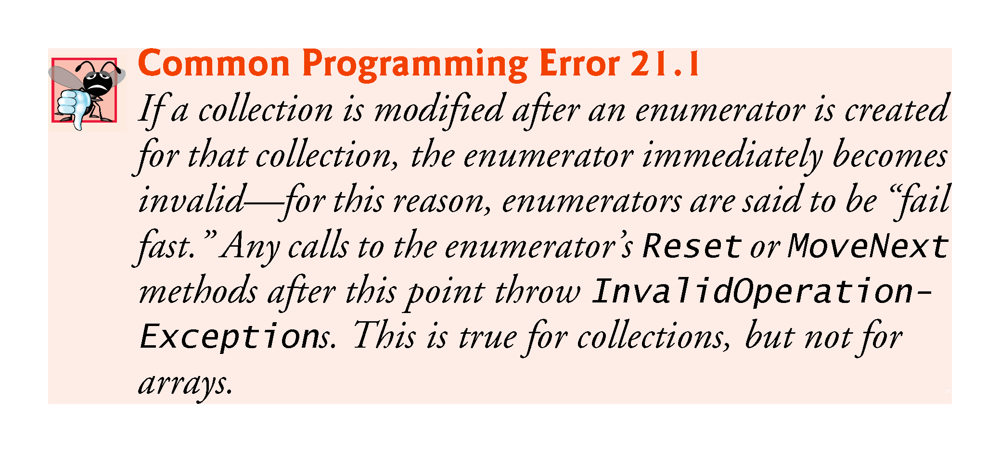 Common Programming Error 21.1
If a collection is modified after an enumerator is created
for that collection, the enumerator immediately becomes
invalid—for this reason, enumerators are said to be “fail
fast.” Any calls to the enumerator’s Reset or MoveNext
methods after this point throw InvalidOperation-
Exceptions. This is true for collections, but not for
arrays.